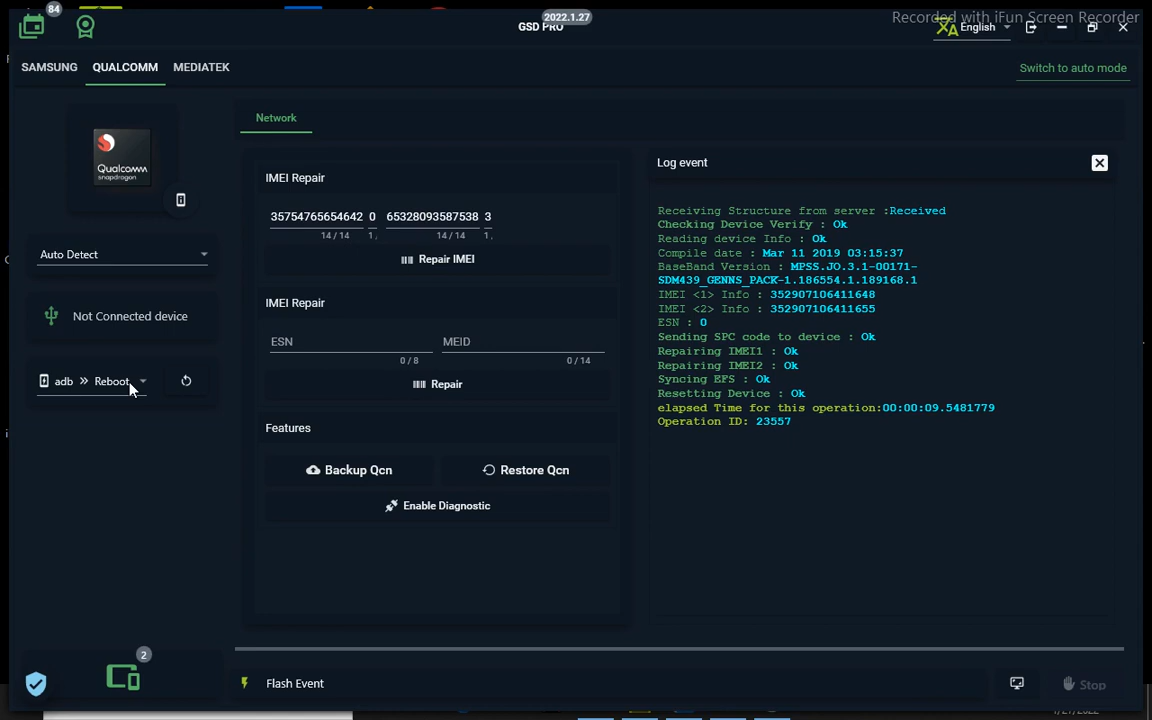 84
2022.1.27
GSD PRO
Recorded with iFun Screen Recorder
English
SAMSUNG QUALCOMM MEDIATEK
Switch to auto mode
Qualcomm
snapdragon
Auto Detect
Not Connected device
adb » Reboot
Network
IMEI Repair
35754765654642 0 65328093587538 3
14 / 14 1 / 14 / 14 1 .
Repair IMEI
IMEI Repair
ESN MEID
0 / 8 0 / 14
Repair
Features
Backup Qcn Restore Qcn
Enable Diagnostic
Log event
Receiving Structure from server :Received
Checking Device Verify : Ok
Reading device Info : Ok
Compile date : Mar 11 2019 03:15:37
BaseBand Version : MPSS.JO.3.1-00171-
SDM439_GENNS_PACK-1.186554.1.189168.1
IMEI <1> Info : 352907106411648
IMEI <2> Info : 352907106411655
ESN : 0
Sending SPC code to device : Ok
Repairing IMEI1 : Ok
Repairing IMEI2 : Ok
Syncing EFS : Ok
Resetting Device : Ok
elapsed Time for this operation:00:00:09.5481779
Operation ID: 23557
2
Flash Event
Stop